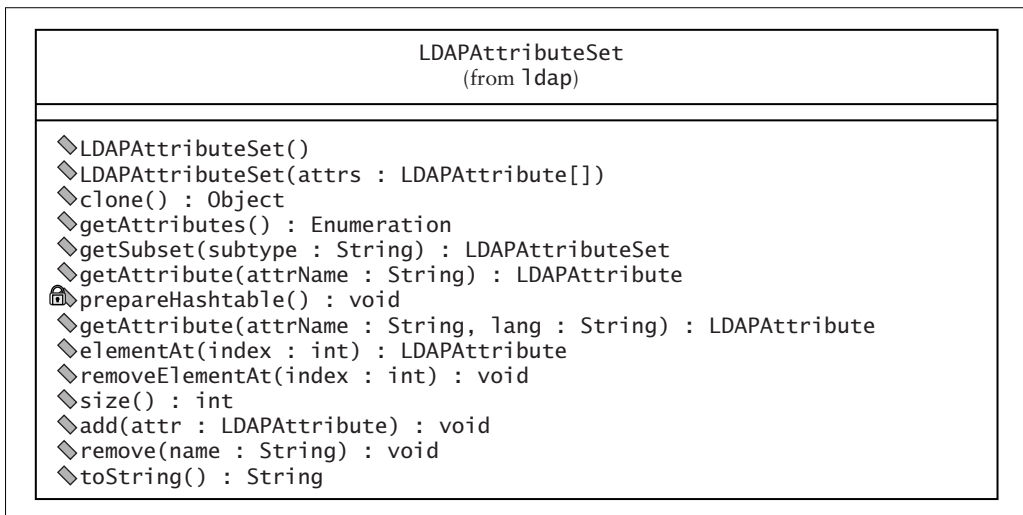 LDAPAttributeSet
(from ldap)
LDAPAttributeSet()
LDAPAttributeSet(attrs : LDAPAttribute[])
clone() : Object
getAttributes() : Enumeration
getSubset(subtype : String) : LDAPAttributeSet
getAttribute(attrName : String) : LDAPAttribute
prepareHashtable() : void
getAttribute(attrName : String, lang : String) : LDAPAttribute
elementAt(index : int) : LDAPAttribute
removeElementAt(index : int) : void
size() : int
add(attr : LDAPAttribute) : void
remove(name : String) : void
toString() : String